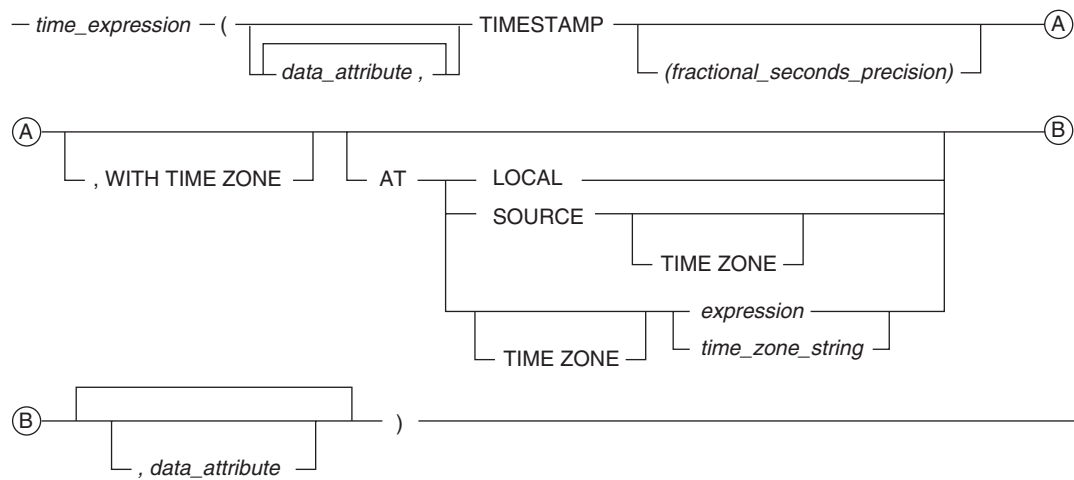 time_expression ( TIMESTAMP A
data_attribute , (fractional_seconds_precision)
A B
, WITH TIME ZONE AT LOCAL
SOURCE
TIME ZONE
expression
TIME ZONE time_zone_string
B )
, data_attribute